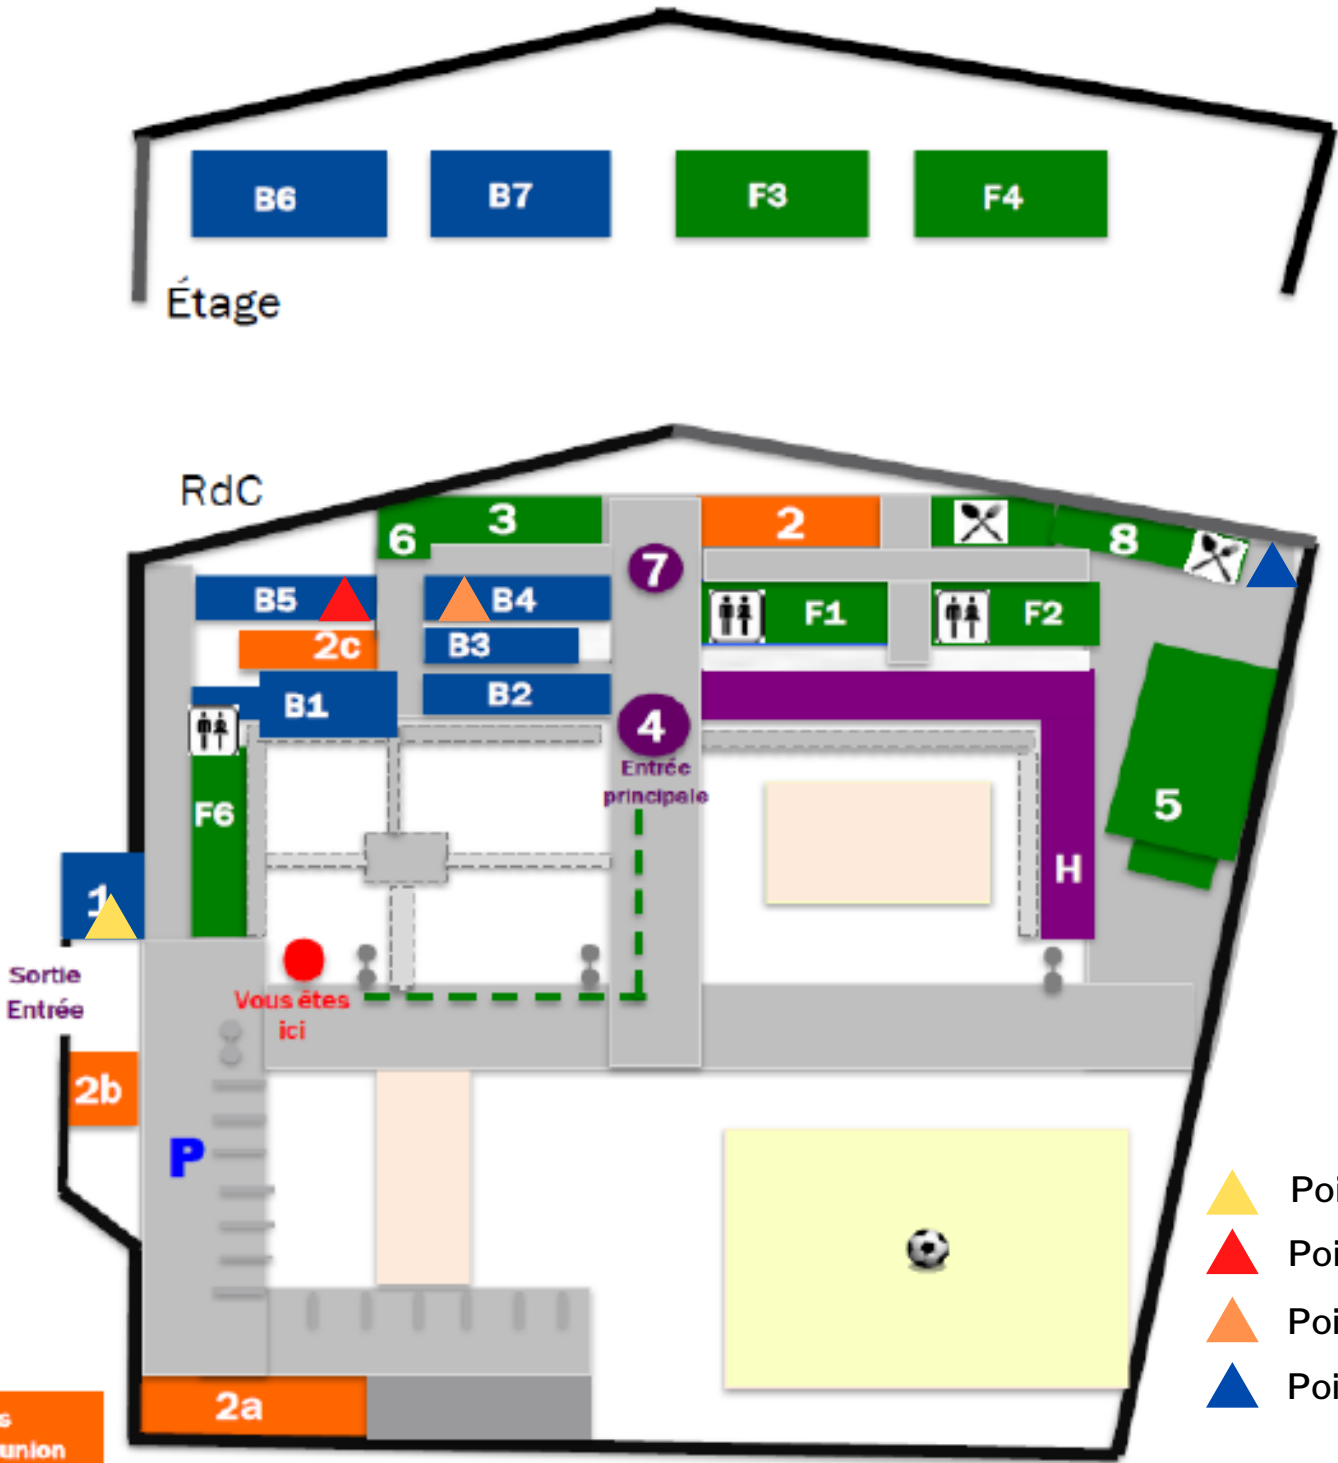 B6
B7
F3
F4
Étage
RdC
3
6
2
8
7
B5
B4
F1
F2
2c
B3
B1
B2
4
Entrée
principale
F6
5
H
1
Sortie
Entrée
Vous êtes
ici
2b
P
Poi
Poi
Poi
Poi
2a
s
union